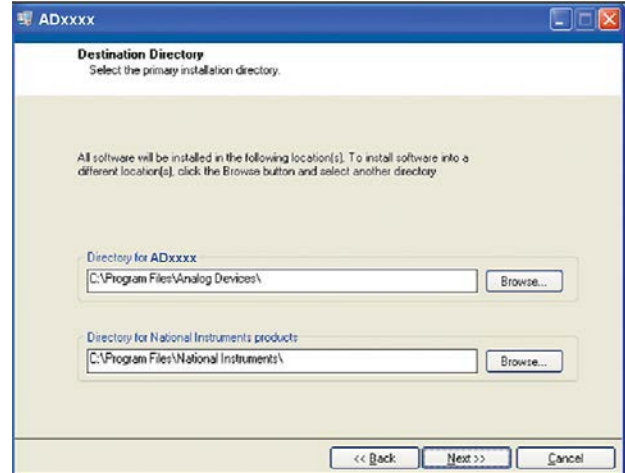 ADxxxx
Destination Directory
Select the primary installation directory.
All software will be installed in the following location(s). To install software into a
different location(s), click the Browse button and select another directory
Directory for ADxxxx
C:\Program Files\Analog Devices\
Browse...
Directory for National Instruments products
C:\Program Files\National Instruments\
Browse...
<< Back
Next >>
Cancel